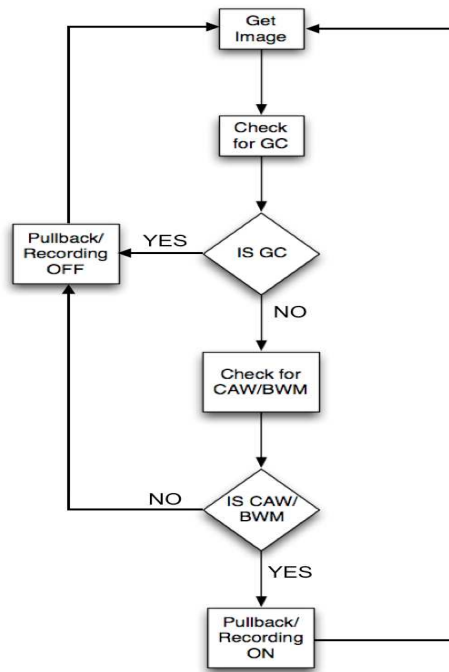 Get
Image
Check
for GC
Pullback/
Recording
OFF
YES
IS GC
NO
Check for
CAW/BWM
NO
IS CAW/
BWM
YES
Pullback/
Recording
ON